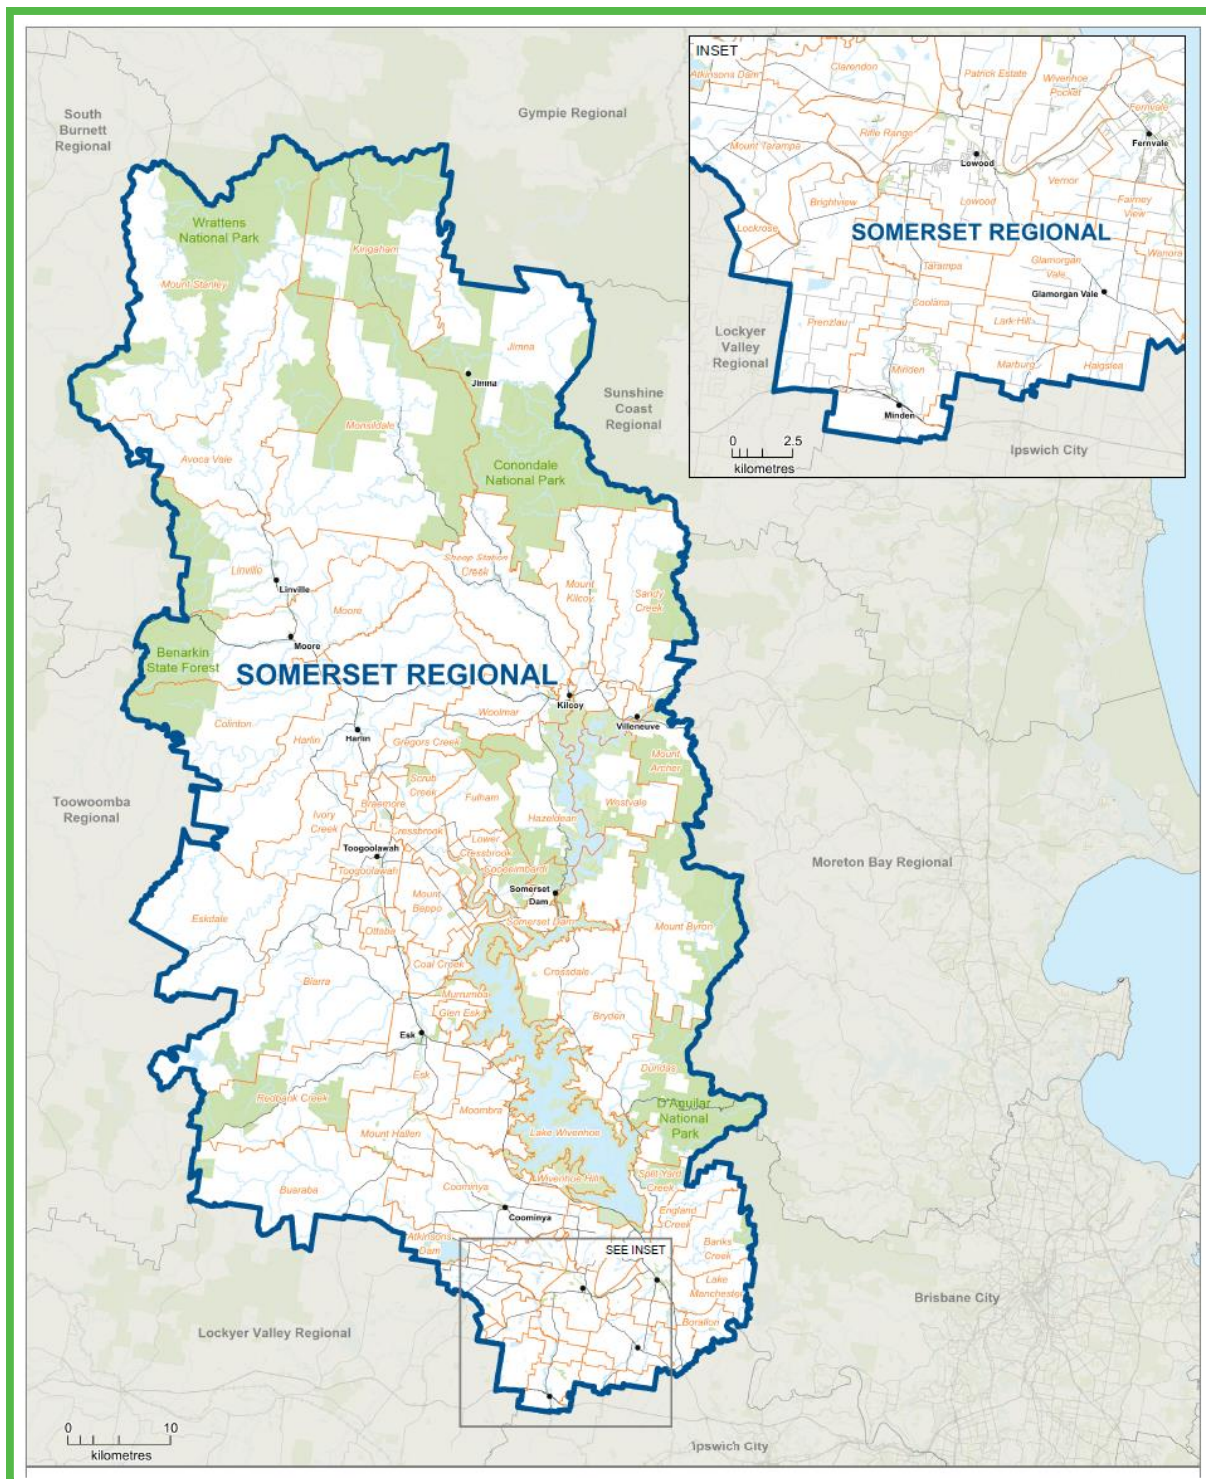 INSET
Atkinsons Dam
Clarendon
Patrick Estate
Wivenhoe
Pocket
Fernvale
Fernvale
Rifle Range
Mount Tarampa
Lowood
Vernor
Brightview
Lowood
Fairney
View
Lockrose
SOMERSET REGIONAL
Wanora
Tarampa
Glamorgan
Vale
Glamorgan Vale
Coolana
Prenzlau
Lark Hill
Lockyer
Valley
Regional
Minden
Marburg
Haigslea
Minden
0 2.5
kilometres
Ipswich City
South
Burnett
Regional
Gympie Regional
Wrattens
National Park
Kingaham
Mount Stanley
Jimna
Jimna
Sunshine
Coast
Regional
Monsildale
Avoca Vale
Conondale
National Park
Sheep Station
Creek
Linville
Linville
Mount
Kilcoy
Sandy
Creek
Moore
Moore
Benarkin
State Forest
SOMERSET REGIONAL
Kilcoy
Woolmar
Villeneuve
Colinton
Harlin
Harlin
Gregors Creek
Mount
Archer
Scrub
Creek
Fulham
Toowoomba
Regional
Ivory
Creek
Braemore
Westvale
Hazeldean
Cressbrook
Lower
Cressbrook
Toogoolawah
Toogoolawah
Coominbardi
Moreton Bay Regional
Mount
Beppo
Somerset
Dam
Eskdale
Ottaba
Somerset Dam
Mount Byron
Coal Creek
Crossdale
Biarra
Murrumba
Glen Esk
Bryden
Esk
Esk
Dundas
Redbank Creek
Moombra
D'Aguilar
National
Park
Mount Hallen
Lake Wivenhoe
Split Yard
Creek
Wivenhoe Hill
Buaraba
Coominya
Coominya
England
Creek
Atkinsons
Dam
Banks
Creek
SEE INSET
Lake
Manchester
Brisbane City
Borallon
Lockyer Valley Regional
0 10
kilometres
Ipswich City